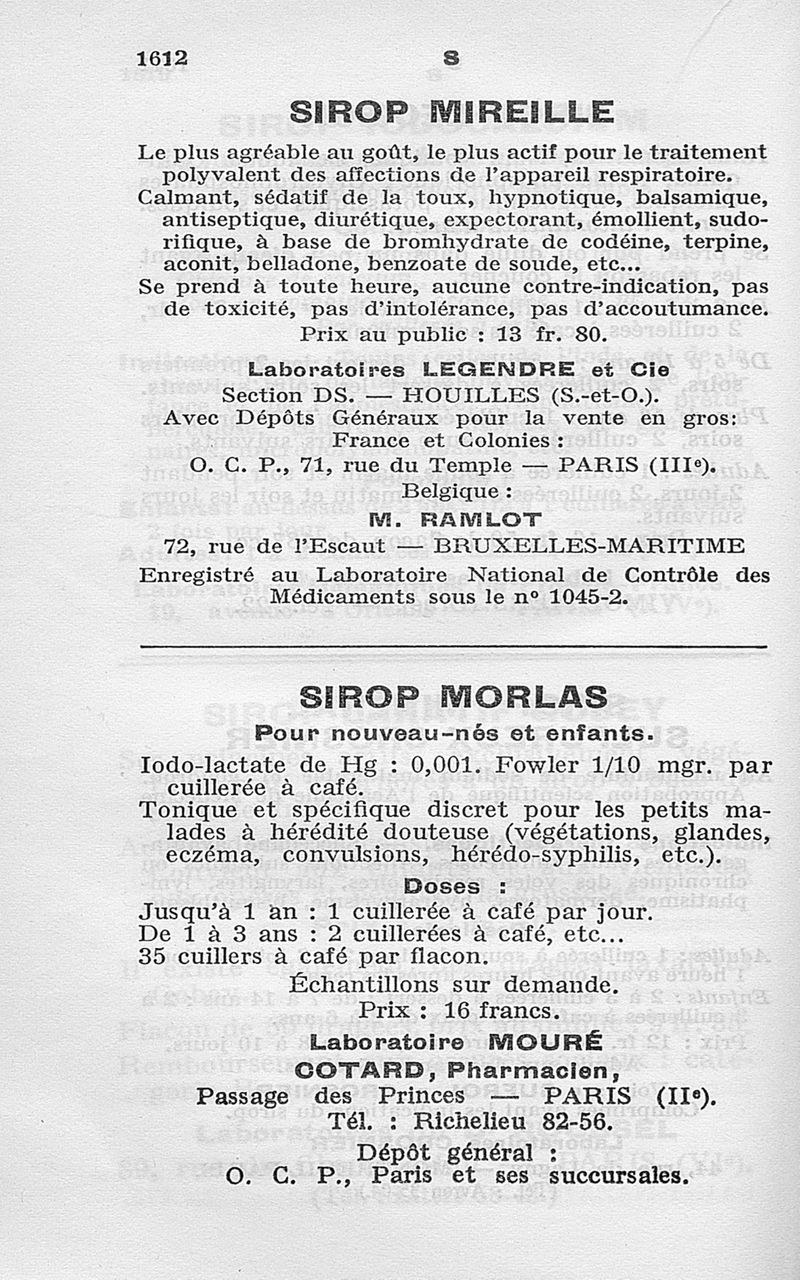 1612 S
SIROP MIREILLE
Le plus agréable au goût, le plus actif pour le traitement
polyvalent des affections de l'appareil respiratoire.
Calmant, sédatif de la toux, hypnotique, balsamique,
antiseptique, diurétique, expectorant, émollient, sudo-
rifique, à base de bromhydrate de codéine, terpine,
aconit, belladone, benzoate de soude, etc...
Se prend à toute heure, aucune contre-indication, pas
de toxicité, pas d'intolérance, pas d'accoutumance.
Prix au public : 13 fr. 80.
Laboratoires LEGENDRE et Cie
Section DS. — HOUILLES (S.-et-O.).
Avec Dépôts Généraux pour la vente en gros:
France et Colonies :
O. C. P., 71, rue du Temple — PARIS (IIIe).
Belgique :
M. RAMLOT
72, rue de l'Escaut — BRUXELLES-MARITIME
Enregistré au Laboratoire National de Contrôle des
Médicaments sous le n° 1045-2.
SIROP MORLAS
Pour nouveau-nés et enfants.
Iodo-lactate de Hg : 0,001. Fowler 1/10 mgr. par
cuillerée à café.
Tonique et spécifique discret pour les petits ma-
lades à hérédité douteuse (végétations, glandes,
eczéma, convulsions, hérédo-syphilis, etc.).
Doses :
Jusqu'à 1 an : 1 cuillerée à café par jour.
De 1 à 3 ans : 2 cuillerées à café, etc...
35 cuillers à café par flacon.
Échantillons sur demande.
Prix : 16 francs.
Laboratoire MOURÉ
COTARD, Pharmacien,
Passage des Princes — PARIS (IIe).
Tél. : Richelieu 82-56.
Dépôt général :
O. C. P., Paris et ses succursales.